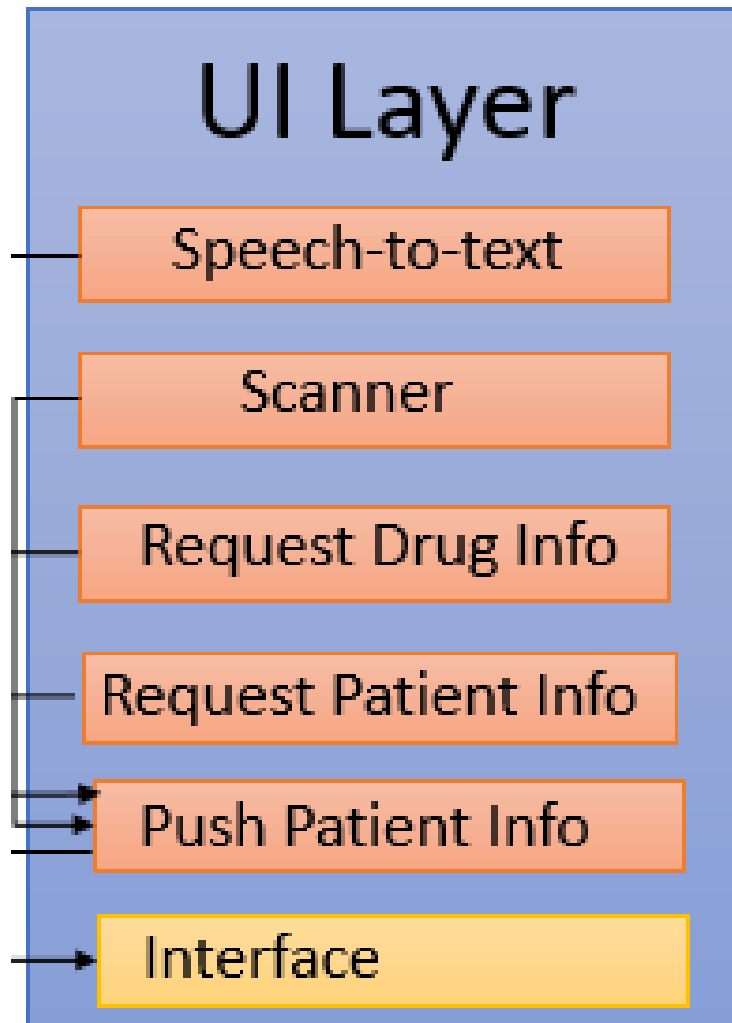 UI Layer
Speech-to-text
Scanner
Request Drug Info
Request Patient Info
Push Patient Info
Interface